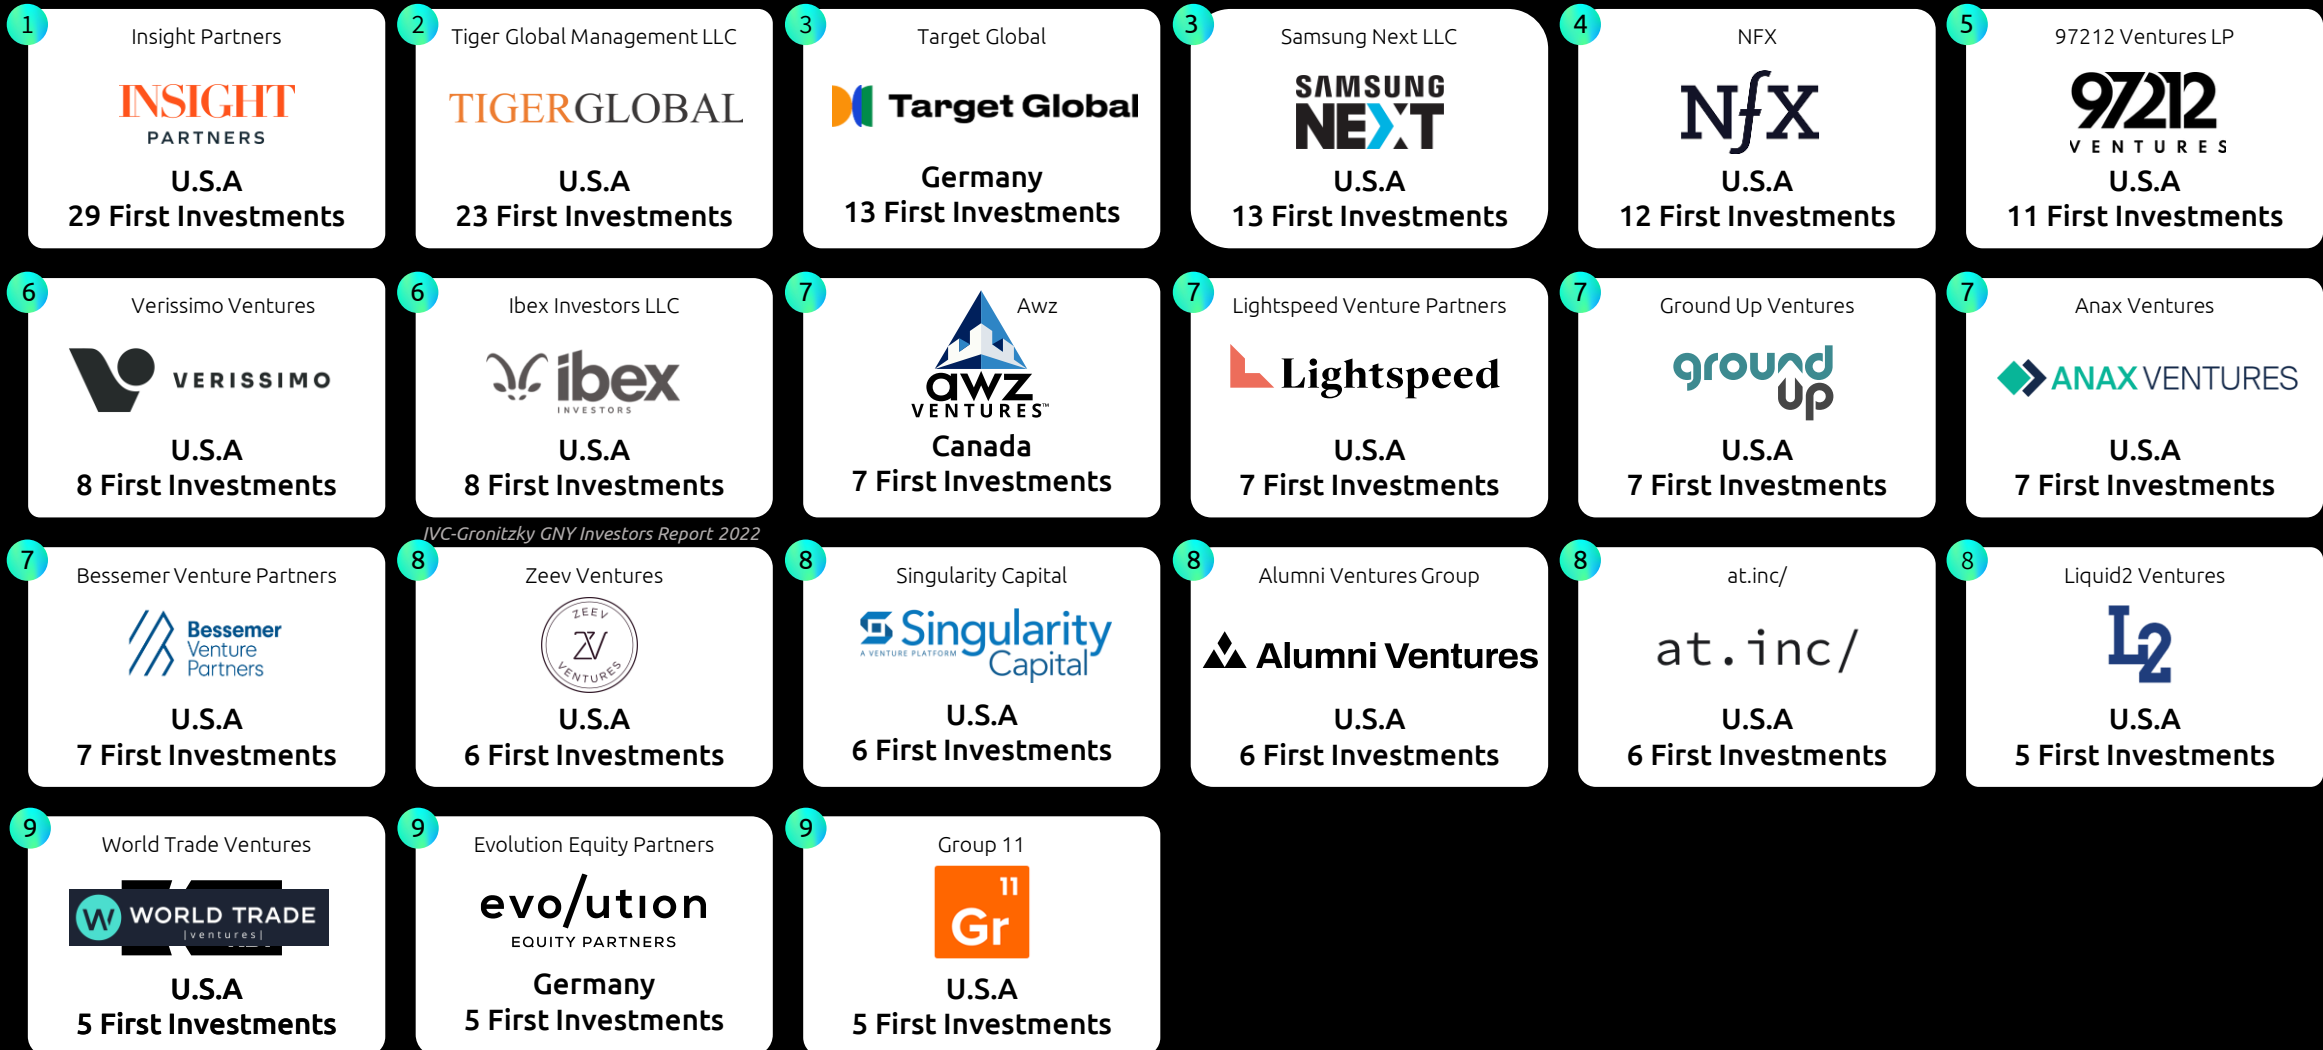 1
Insight Partners
INSIGHT
PARTNERS
U.S.A
29 First Investments
2
Tiger Global Management LLC
TIGERGLOBAL
U.S.A
23 First Investments
3
Target Global
Target Global
Germany
13 First Investments
3
Samsung Next LLC
SAMSUNG
NEXT
U.S.A
13 First Investments
4
NFX
NfX
U.S.A
12 First Investments
5
97212 Ventures LP
97212
VENTURES
U.S.A
11 First Investments
6
Verissimo Ventures
VERISSIMO
U.S.A
8 First Investments
6
Ibex Investors LLC
ibex
INVESTORS
U.S.A
8 First Investments
7
Awz
awz
VENTURES™
Canada
7 First Investments
7
Lightspeed Venture Partners
Lightspeed
U.S.A
7 First Investments
7
Ground Up Ventures
ground
up
U.S.A
7 First Investments
7
Anax Ventures
ANAX VENTURES
U.S.A
7 First Investments
IVC-Gronitzky GNY Investors Report 2022
7
Bessemer Venture Partners
Bessemer
Venture
Partners
U.S.A
7 First Investments
8
Zeev Ventures
ZEEV
ZV
VENTURES
U.S.A
6 First Investments
8
Singularity Capital
Singularity
A VENTURE PLATFORM
Capital
U.S.A
6 First Investments
8
Alumni Ventures Group
Alumni Ventures
U.S.A
6 First Investments
8
at.inc/
at.inc/
U.S.A
6 First Investments
8
Liquid2 Ventures
L2
U.S.A
5 First Investments
9
World Trade Ventures
W WORLD TRADE
|ventures|
U.S.A
5 First Investments
9
Evolution Equity Partners
evo/ution
EQUITY PARTNERS
Germany
5 First Investments
9
Group 11
11
Gr
U.S.A
5 First Investments